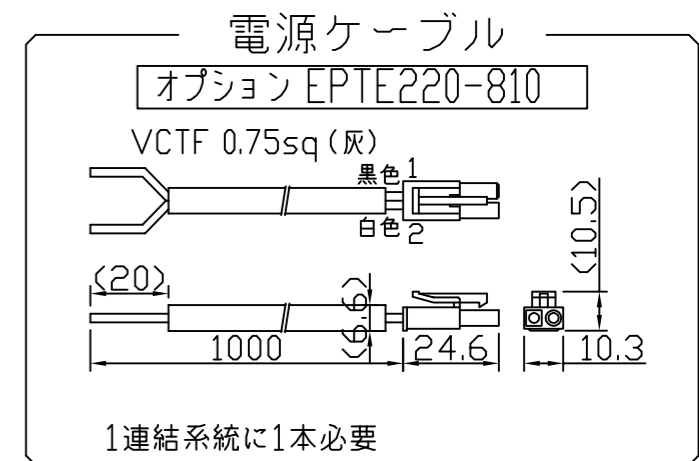 電源ケーブル
オプション EPTE220-810
VCTF 0.75sq(灰)
黒色 1
白色 2
(20)
(6.6)
(10.5)
1000
24.6
10.3
1連結系統に1本必要